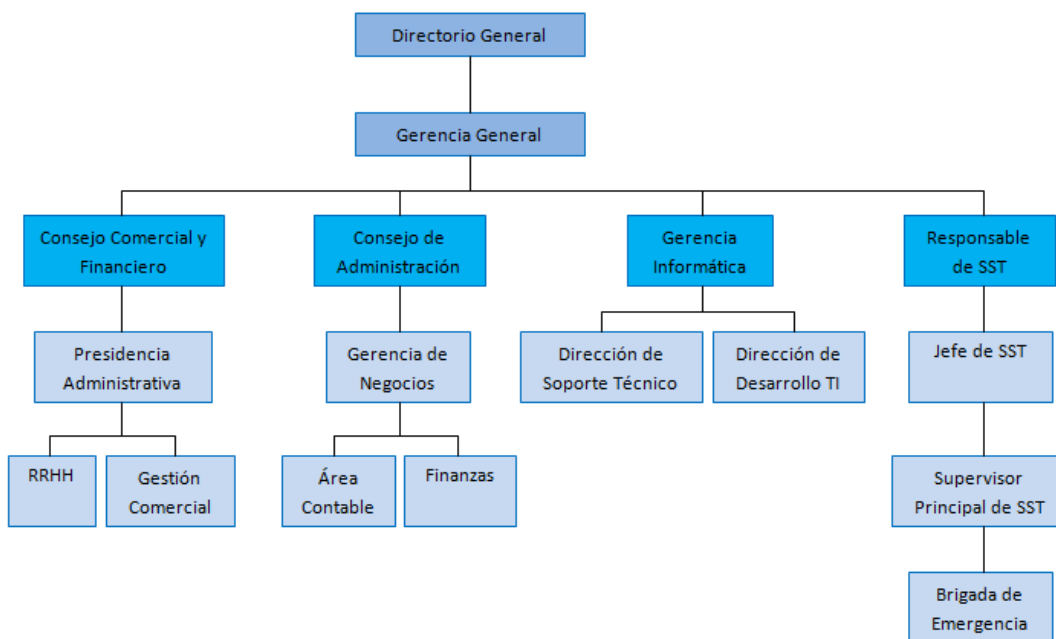 Directorio General
Gerencia General
Consejo Comercial y
Financiero
Consejo de
Administración
Gerencia
Informática
Responsable
de SST
Presidencia
Administrativa
Gerencia de
Negocios
Dirección de
Soporte Técnico
Dirección de
Desarrollo TI
Jefe de SST
RRHH
Gestión
Comercial
Área
Contable
Finanzas
Supervisor
Principal de SST
Brigada de
Emergencia